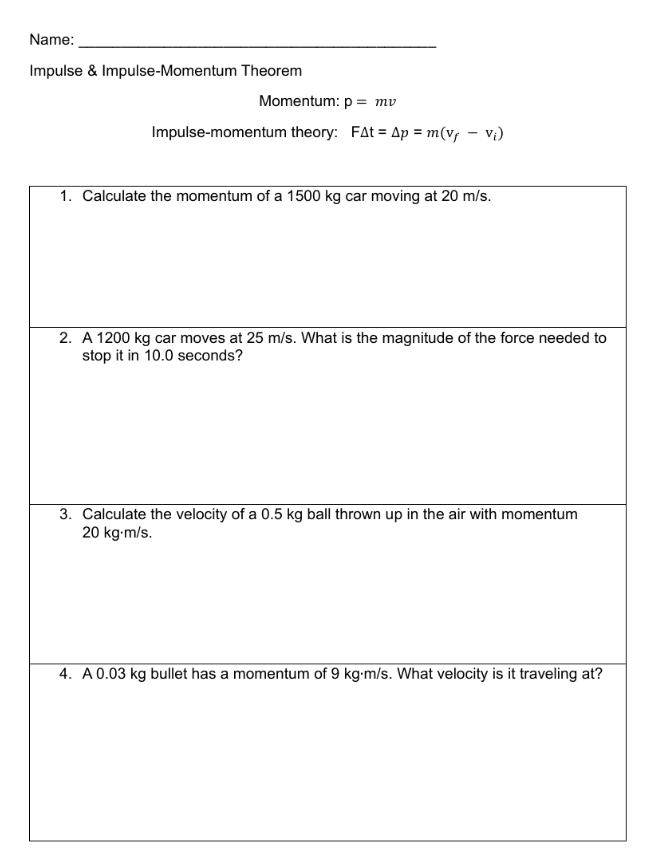 Name: ___________________________________________
Impulse & Impulse-Momentum Theorem
Momentum: p = mv
Impulse-momentum theory: FΔt = Δp = m(v_f − v_i)
1. Calculate the momentum of a 1500 kg car moving at 20 m/s.
2. A 1200 kg car moves at 25 m/s. What is the magnitude of the force needed to
stop it in 10.0 seconds?
3. Calculate the velocity of a 0.5 kg ball thrown up in the air with momentum
20 kg·m/s.
4. A 0.03 kg bullet has a momentum of 9 kg·m/s. What velocity is it traveling at?